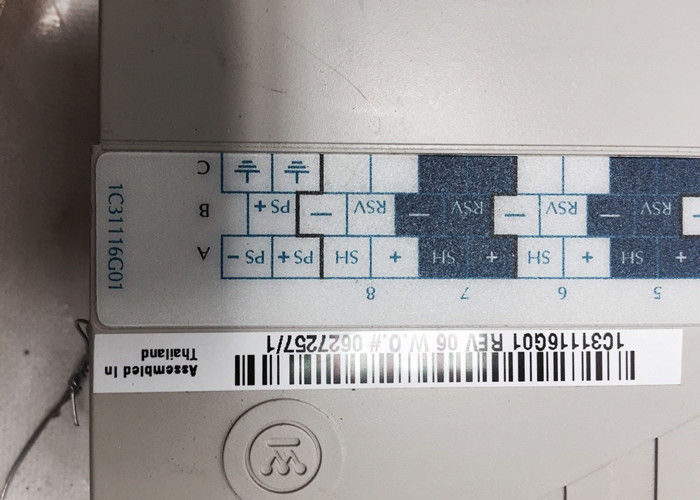 1C31116G01 REV 06 W.O.# 0627257/1
Assembled In
Thailand
5 6 7 8
+ SH + SH + SH + SH PS+ PS− A
RSV − RSV − RSV − RSV − PS+ B
C
1C31116G01